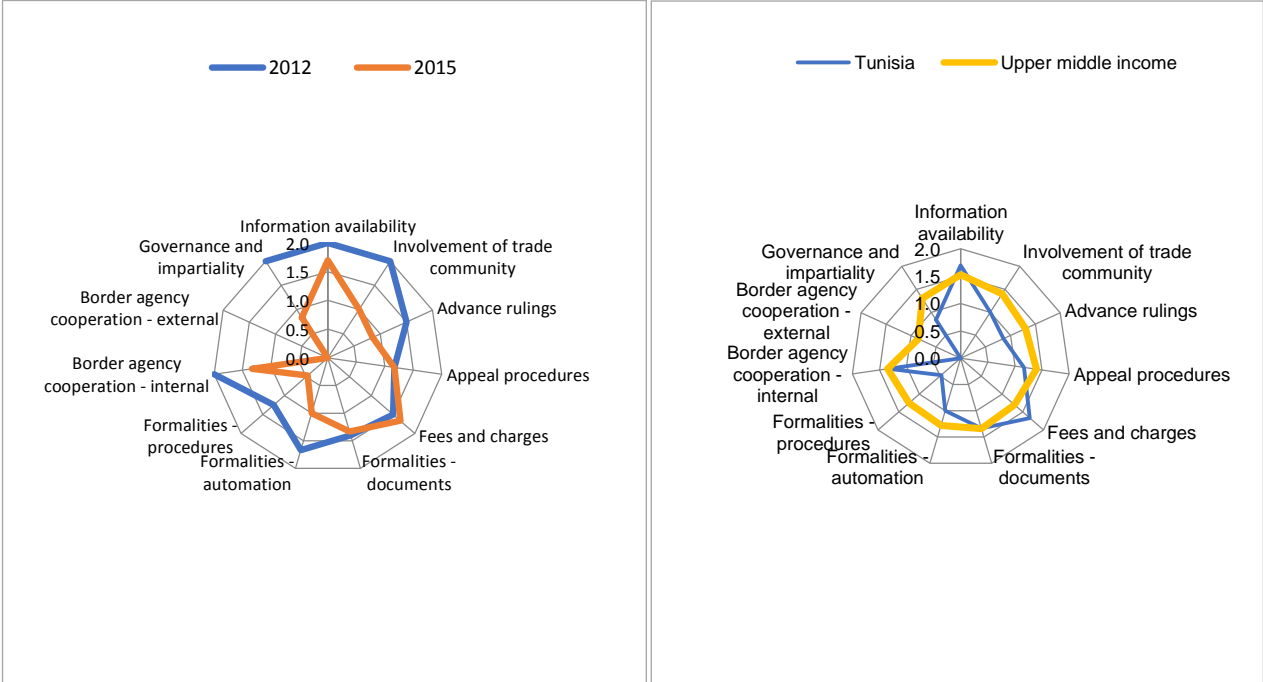 2012
2015
Information availability
2.0
Governance and
impartiality
Involvement of trade
community
1.5
Border agency
cooperation - external
1.0
Advance rulings
0.5
Border agency
cooperation - internal
0.0
Appeal procedures
Formalities -
procedures
Fees and charges
Formalities -
automation
Formalities -
documents
Tunisia
Upper middle income
Information
availability
2.0
Governance and
impartiality
Involvement of trade
community
1.5
Border agency
cooperation -
external
1.0
Advance rulings
0.5
Border agency
cooperation -
internal
0.0
Appeal procedures
Formalities -
procedures
Fees and charges
Formalities -
automation
Formalities -
documents